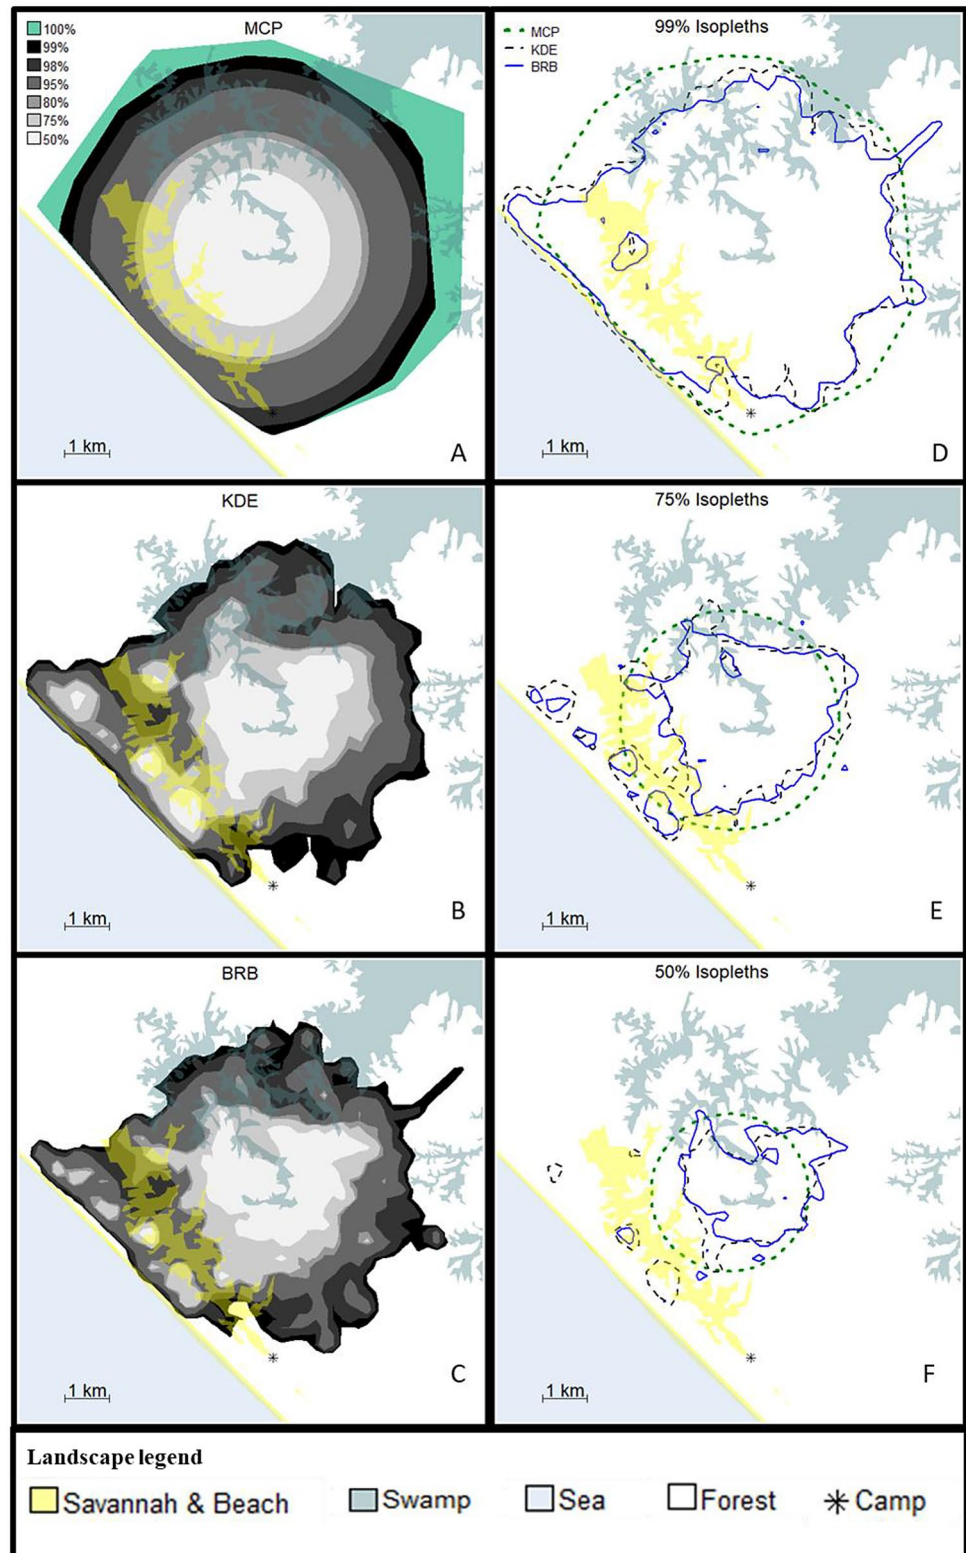 MCP
100%
99%
98%
95%
80%
75%
50%
1 km
A
99% Isopleths
MCP
KDE
BRB
1 km
D
KDE
1 km
B
75% Isopleths
1 km
E
BRB
1 km
C
50% Isopleths
1 km
F
Landscape legend
Savannah & Beach
Swamp
Sea
Forest
Camp